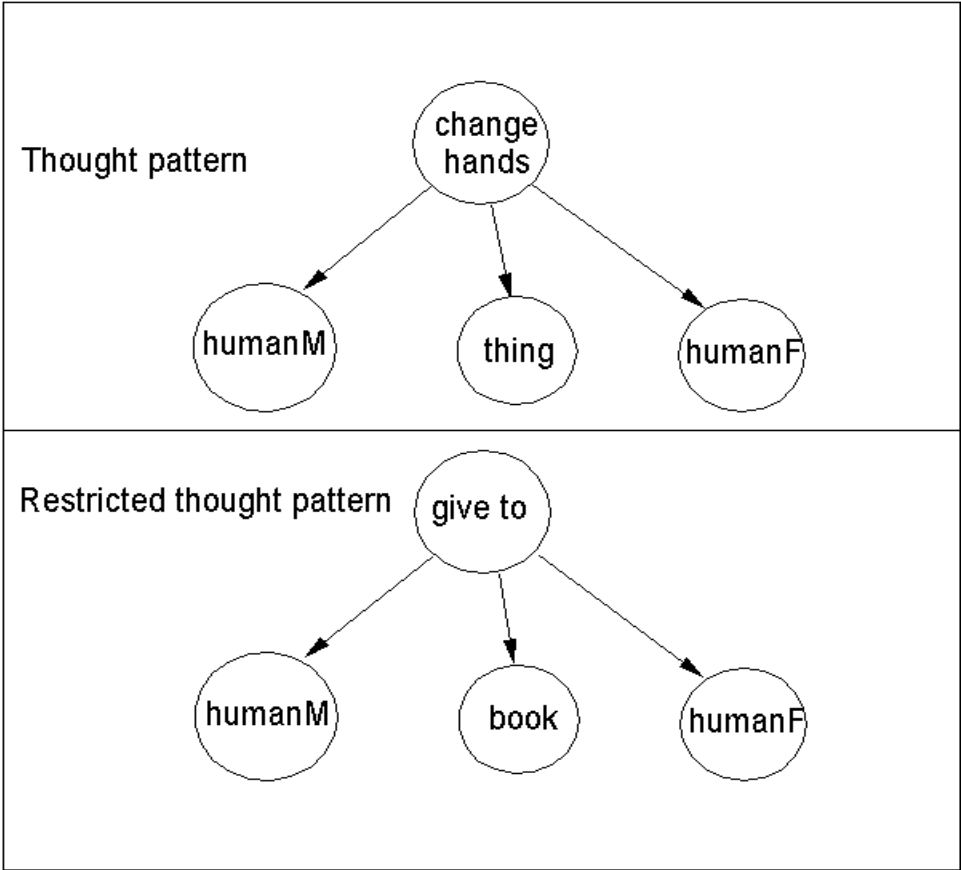 change
hands
Thought pattern
humanM
thing
humanF
Restricted thought pattern
give to
humanM
book
humanF